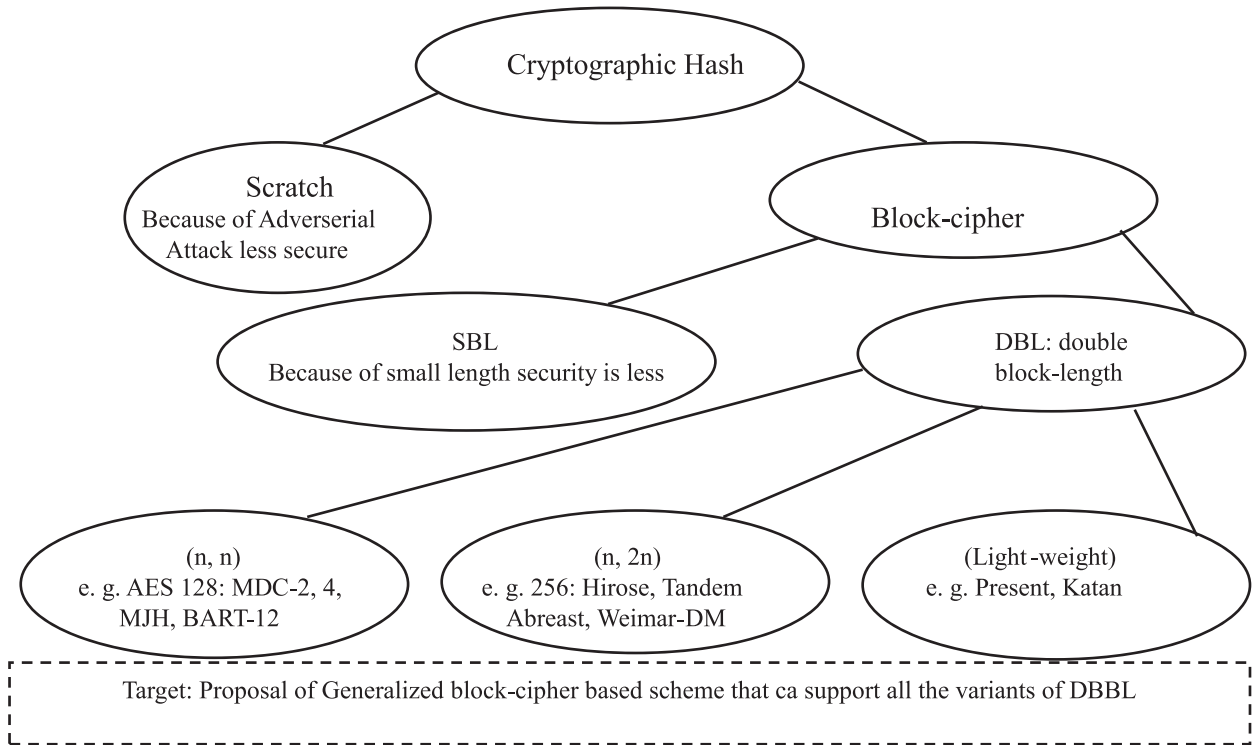 Cryptographic Hash
Scratch
Because of Adverserial
Attack less secure
Block-cipher
SBL
Because of small length security is less
DBL: double
block-length
(n, n)
e. g. AES 128: MDC-2, 4,
MJH, BART-12
(n, 2n)
e. g. 256: Hirose, Tandem
Abreast, Weimar-DM
(Light-weight)
e. g. Present, Katan
Target: Proposal of Generalized block-cipher based scheme that ca support all the variants of DBBL